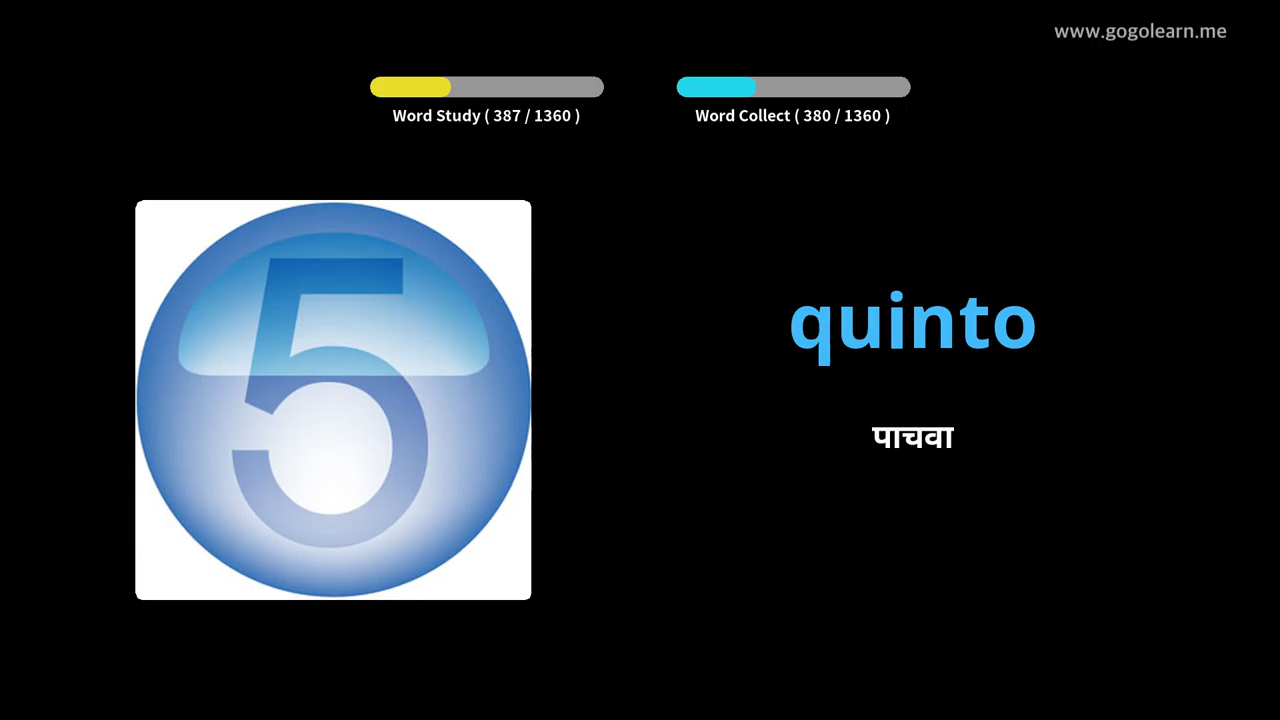 www.gogolearn.me
Word Study ( 387 / 1360 )
Word Collect ( 380 / 1360 )
5
quinto
पाचवा